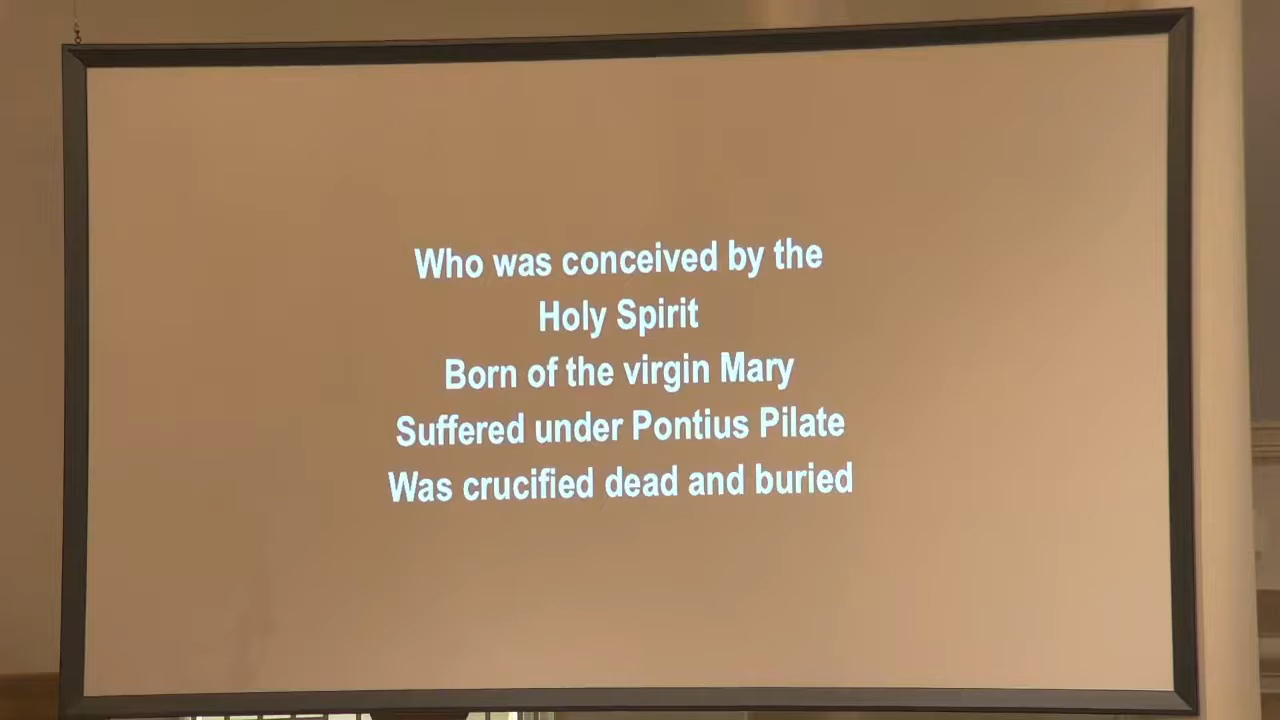 Who was conceived by the
Holy Spirit
Born of the virgin Mary
Suffered under Pontius Pilate
Was crucified dead and buried